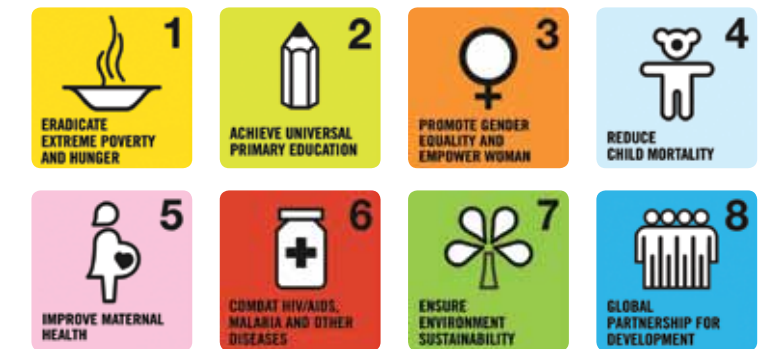 1
ERADICATE
EXTREME POVERTY
AND HUNGER
2
ACHIEVE UNIVERSAL
PRIMARY EDUCATION
3
PROMOTE GENDER
EQUALITY AND
EMPOWER WOMAN
4
REDUCE
CHILD MORTALITY
5
IMPROVE MATERNAL
HEALTH
6
COMBAT HIV/AIDS,
MALARIA AND OTHER
DISEASES
7
ENSURE
ENVIRONMENT
SUSTAINABILITY
8
GLOBAL
PARTNERSHIP FOR
DEVELOPMENT